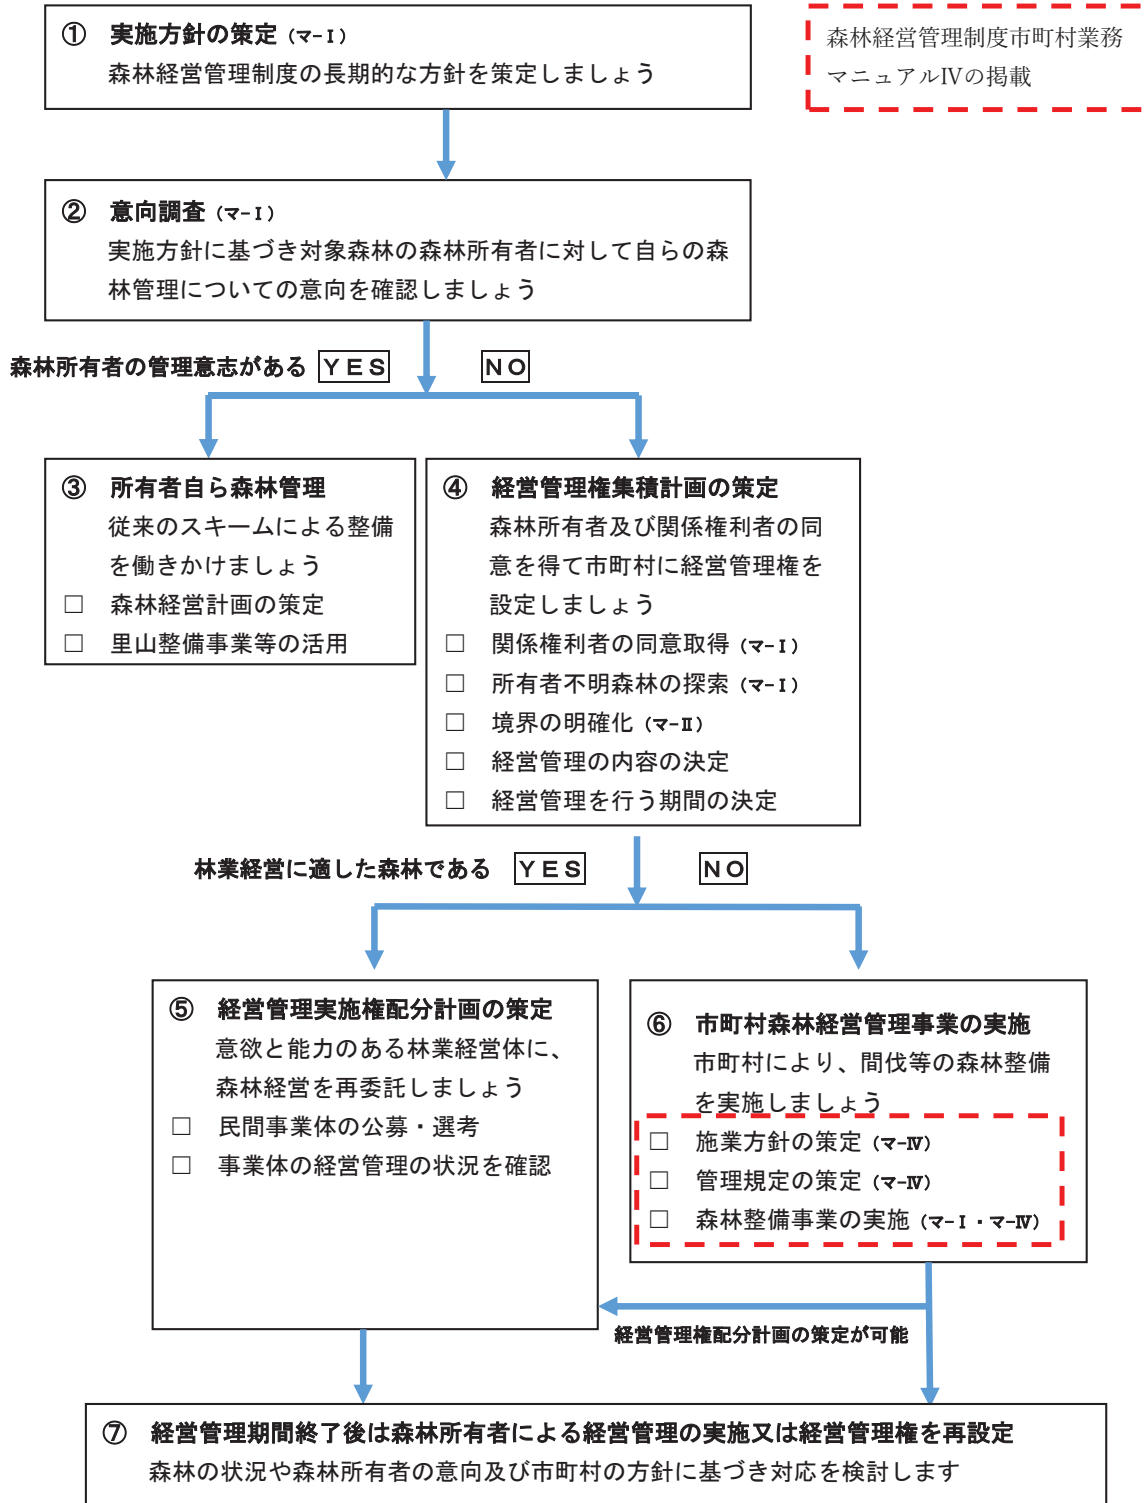 ① 実施方針の策定（マ-Ⅰ）
森林経営管理制度の長期的な方針を策定しましょう
森林経営管理制度市町村業務
マニュアルⅣの掲載
② 意向調査（マ-Ⅰ）
実施方針に基づき対象森林の森林所有者に対して自らの森
林管理についての意向を確認しましょう
森林所有者の管理意志がある ＹＥＳ ＮＯ
③ 所有者自ら森林管理
従来のスキームによる整備
を働きかけましょう
□ 森林経営計画の策定
□ 里山整備事業等の活用
④ 経営管理権集積計画の策定
森林所有者及び関係権利者の同
意を得て市町村に経営管理権を
設定しましょう
□ 関係権利者の同意取得（マ-Ⅰ）
□ 所有者不明森林の探索（マ-Ⅰ）
□ 境界の明確化（マ-Ⅱ）
□ 経営管理の内容の決定
□ 経営管理を行う期間の決定
林業経営に適した森林である ＹＥＳ ＮＯ
⑤ 経営管理実施権配分計画の策定
意欲と能力のある林業経営体に、
森林経営を再委託しましょう
□ 民間事業体の公募・選考
□ 事業体の経営管理の状況を確認
⑥ 市町村森林経営管理事業の実施
市町村により、間伐等の森林整備
を実施しましょう
□ 施業方針の策定（マ-Ⅳ）
□ 管理規定の策定（マ-Ⅳ）
□ 森林整備事業の実施（マ-Ⅰ・マ-Ⅳ）
経営管理権配分計画の策定が可能
⑦ 経営管理期間終了後は森林所有者による経営管理の実施又は経営管理権を再設定
森林の状況や森林所有者の意向及び市町村の方針に基づき対応を検討します